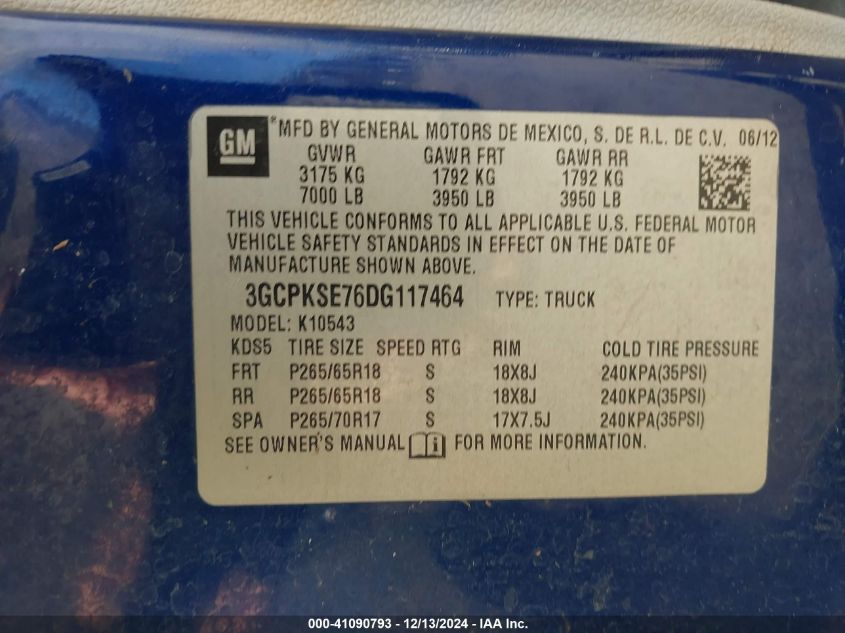 GM
*MFD BY GENERAL MOTORS DE MEXICO, S. DE R.L. DE C.V. 06/12
GVWR GAWR FRT GAWR RR
3175 KG 1792 KG 1792 KG
7000 LB 3950 LB 3950 LB
THIS VEHICLE CONFORMS TO ALL APPLICABLE U.S. FEDERAL MOTOR
VEHICLE SAFETY STANDARDS IN EFFECT ON THE DATE OF
MANUFACTURE SHOWN ABOVE.
3GCPKSE76DG117464 TYPE: TRUCK
MODEL: K10543
KDS5 TIRE SIZE SPEED RTG RIM COLD TIRE PRESSURE
FRT P265/65R18 S 18X8J 240KPA(35PSI)
RR P265/65R18 S 18X8J 240KPA(35PSI)
SPA P265/70R17 S 17X7.5J 240KPA(35PSI)
SEE OWNER'S MANUAL FOR MORE INFORMATION.
000-41090793 - 12/13/2024 - IAA Inc.